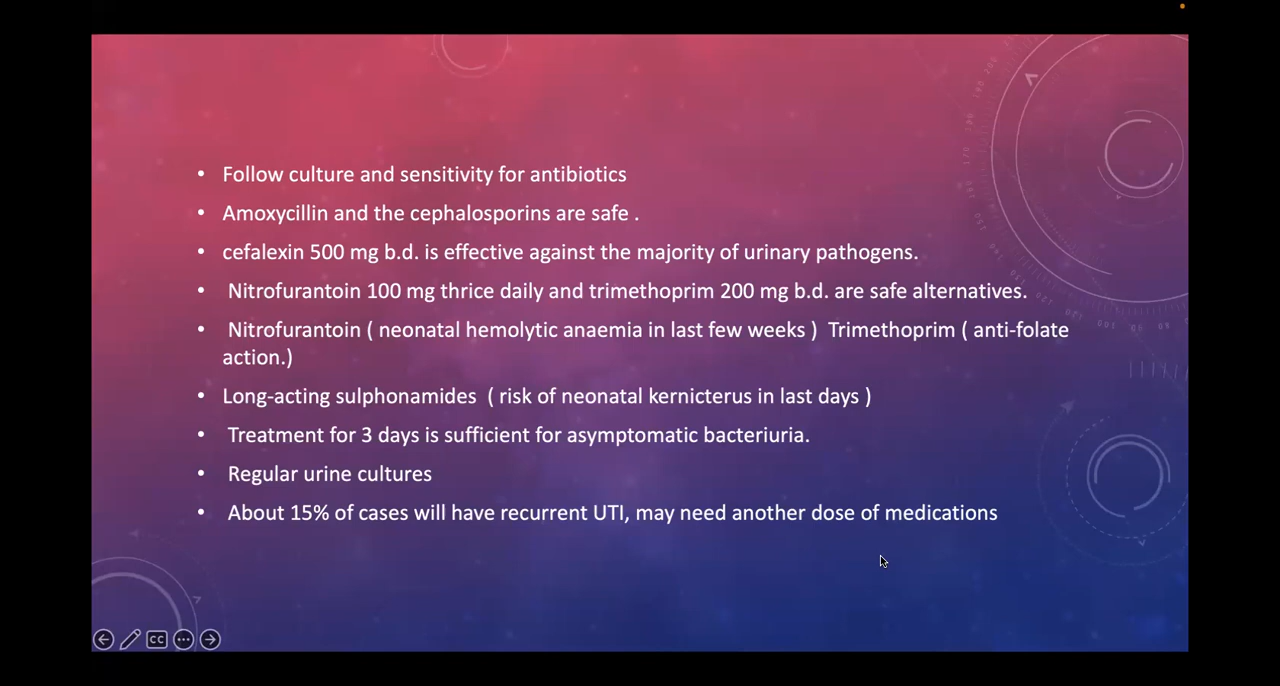 • Follow culture and sensitivity for antibiotics
• Amoxycillin and the cephalosporins are safe .
• cefalexin 500 mg b.d. is effective against the majority of urinary pathogens.
• Nitrofurantoin 100 mg thrice daily and trimethoprim 200 mg b.d. are safe alternatives.
• Nitrofurantoin ( neonatal hemolytic anaemia in last few weeks ) Trimethoprim ( anti-folate
action.)
• Long-acting sulphonamides ( risk of neonatal kernicterus in last days )
• Treatment for 3 days is sufficient for asymptomatic bacteriuria.
• Regular urine cultures
• About 15% of cases will have recurrent UTI, may need another dose of medications
CC